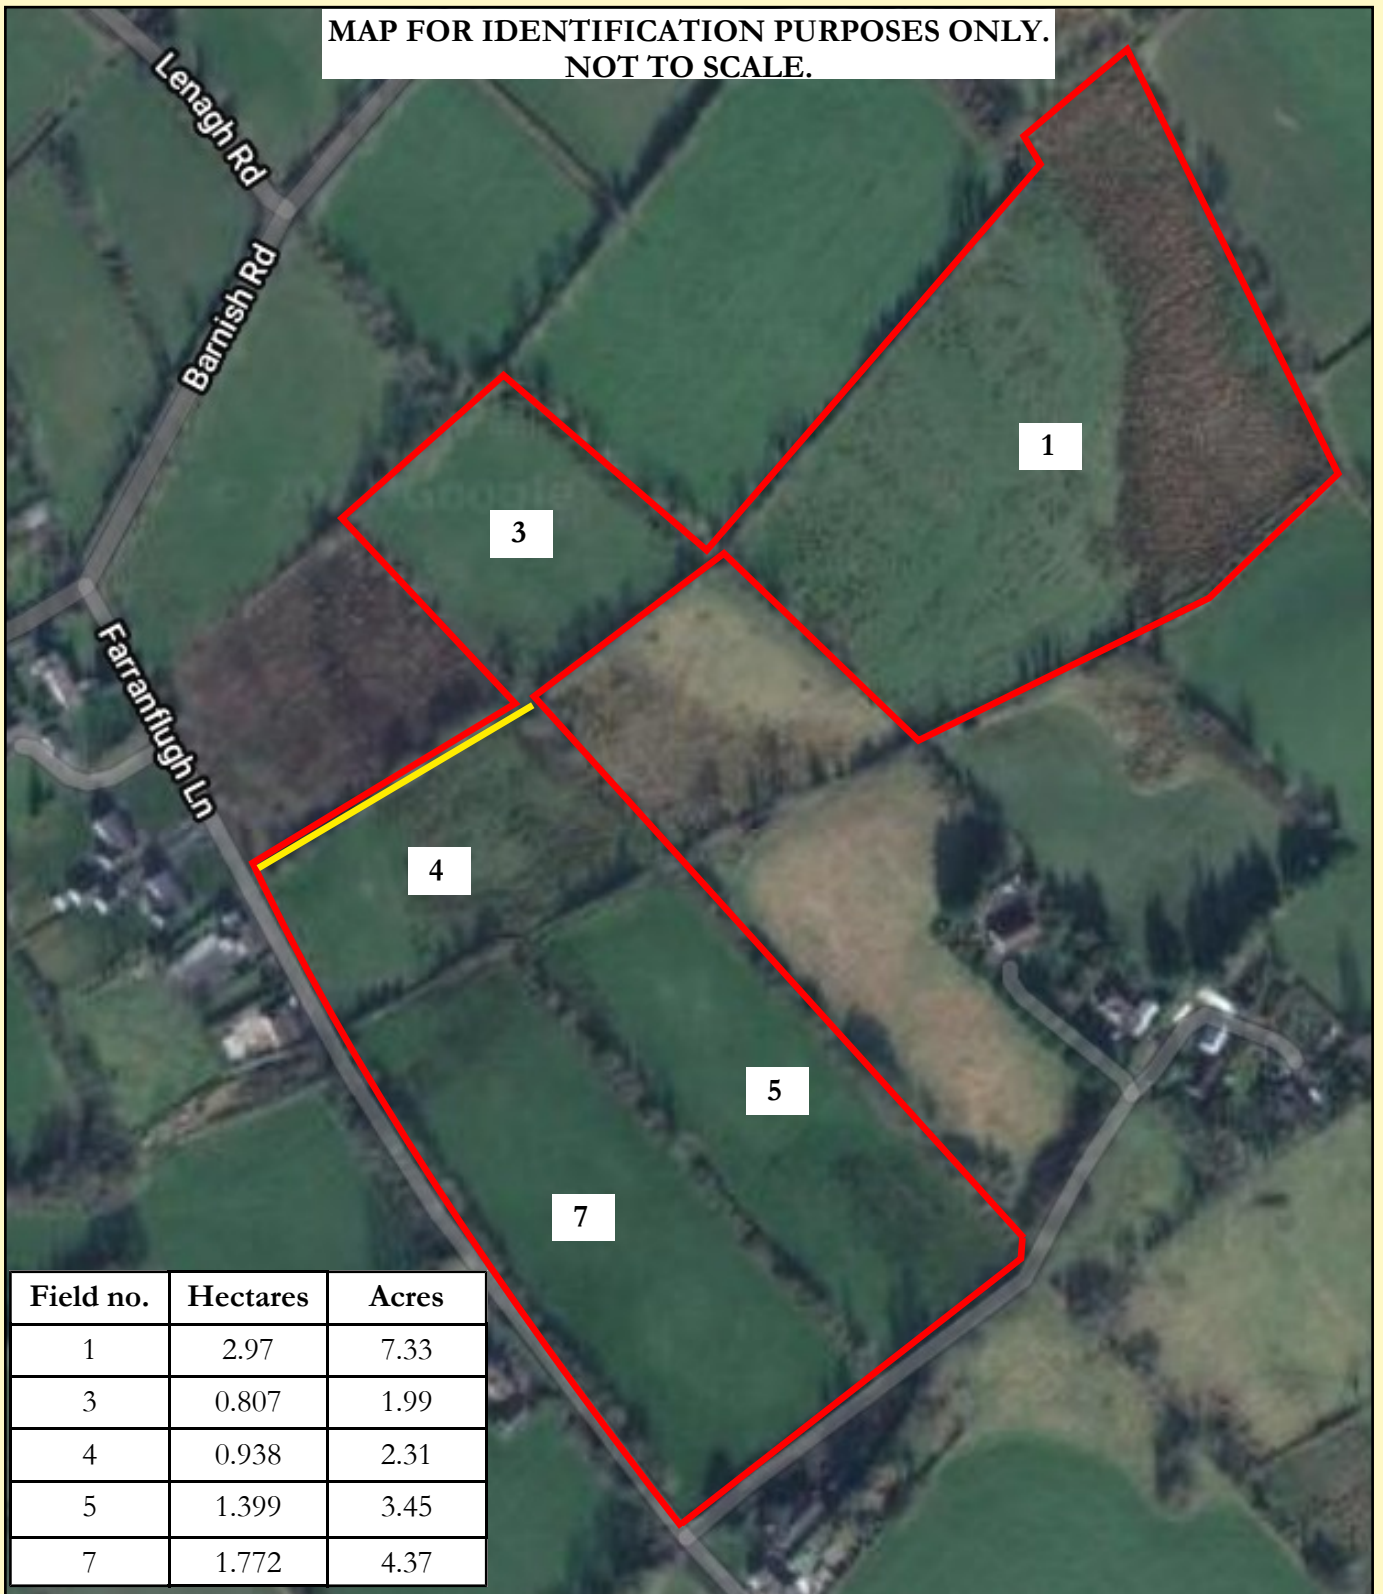 MAP FOR IDENTIFICATION PURPOSES ONLY.
NOT TO SCALE.
Lenagh Rd
Barnish Rd
1
3
Farranflugh Ln
4
5
7
Field no. Hectares Acres
1 2.97 7.33
3 0.807 1.99
4 0.938 2.31
5 1.399 3.45
7 1.772 4.37